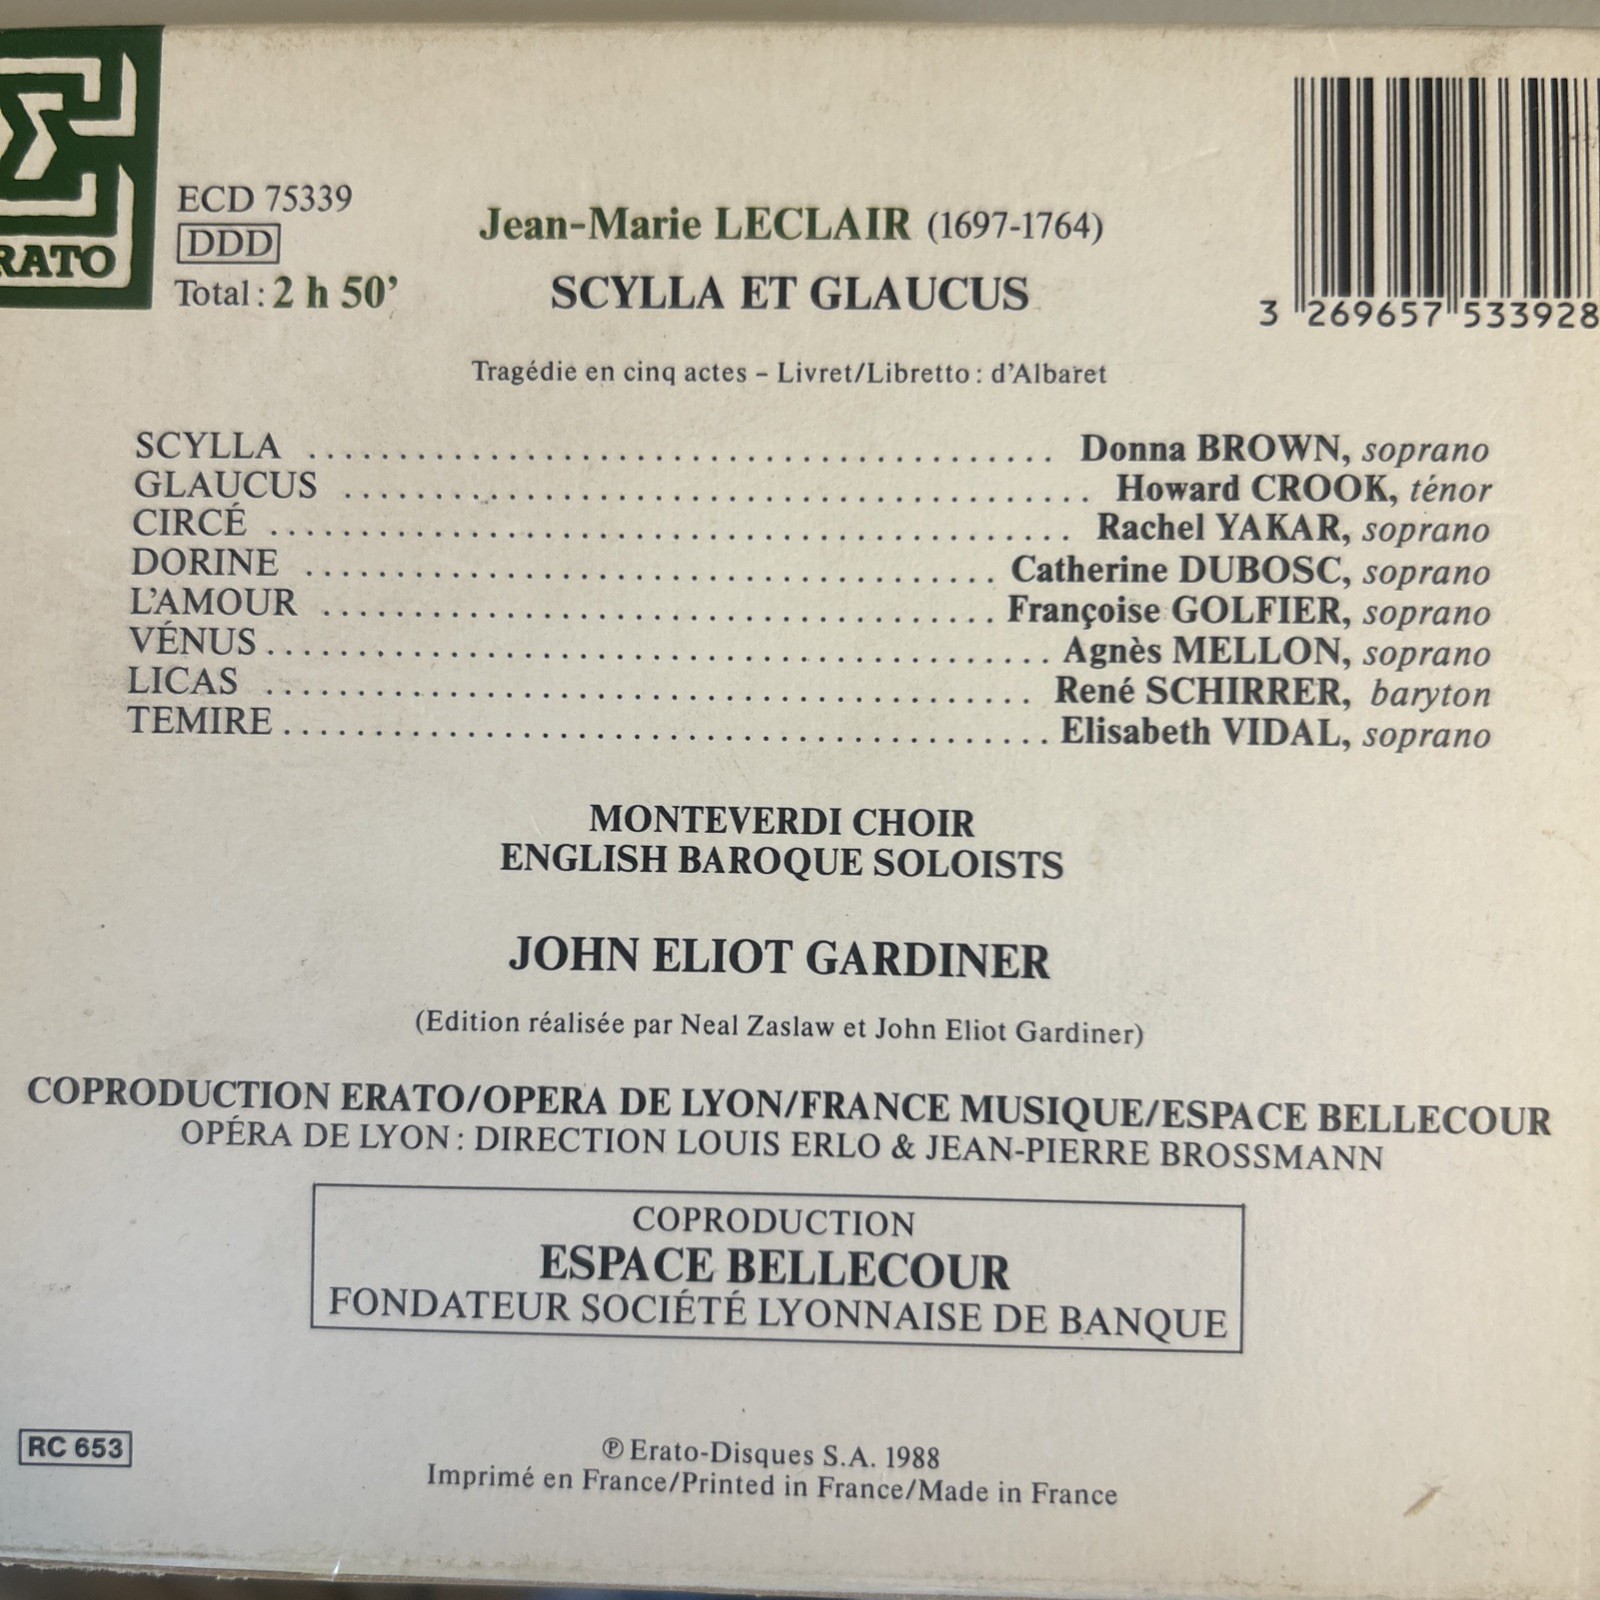 RATO
ECD 75339
DDD
Total : 2 h 50'
Jean-Marie LECLAIR (1697-1764)
SCYLLA ET GLAUCUS
3 269657 533928
Tragédie en cinq actes – Livret/Libretto : d'Albaret
SCYLLA ........ Donna BROWN, soprano
GLAUCUS ........ Howard CROOK, ténor
CIRCÉ ........ Rachel YAKAR, soprano
DORINE ........ Catherine DUBOSC, soprano
L'AMOUR ........ Françoise GOLFIER, soprano
VÉNUS ........ Agnès MELLON, soprano
LICAS ........ René SCHIRRER, baryton
TEMIRE ........ Elisabeth VIDAL, soprano
MONTEVERDI CHOIR
ENGLISH BAROQUE SOLOISTS
JOHN ELIOT GARDINER
(Edition réalisée par Neal Zaslaw et John Eliot Gardiner)
COPRODUCTION ERATO/OPERA DE LYON/FRANCE MUSIQUE/ESPACE BELLECOUR
OPÉRA DE LYON : DIRECTION LOUIS ERLO & JEAN-PIERRE BROSSMANN
COPRODUCTION
ESPACE BELLECOUR
FONDATEUR SOCIÉTÉ LYONNAISE DE BANQUE
RC 653
℗ Erato-Disques S.A. 1988
Imprimé en France/Printed in France/Made in France